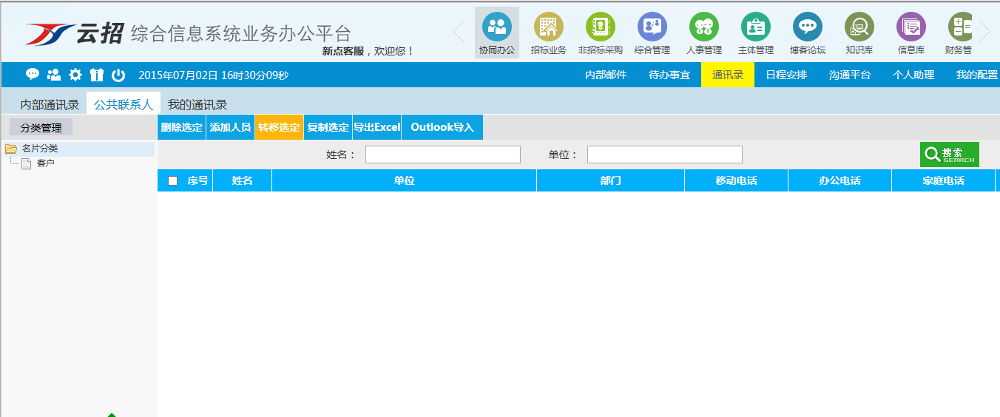 云招 综合信息系统业务办公平台
新点客服，欢迎您！
协同办公 招标业务 非招标采购 综合管理 人事管理 主体管理 博客论坛 知识库 信息库 财务管
2015年07月02日 16时30分09秒
内部邮件 待办事宜 通讯录 日程安排 沟通平台 个人助理 我的配置
内部通讯录 公共联系人 我的通讯录
分类管理
删除选定 添加人员 转移选定 复制选定 导出Excel Outlook导入
名片分类
客户
姓名： 单位： 搜索 SEARCH
序号 姓名 单位 部门 移动电话 办公电话 家庭电话